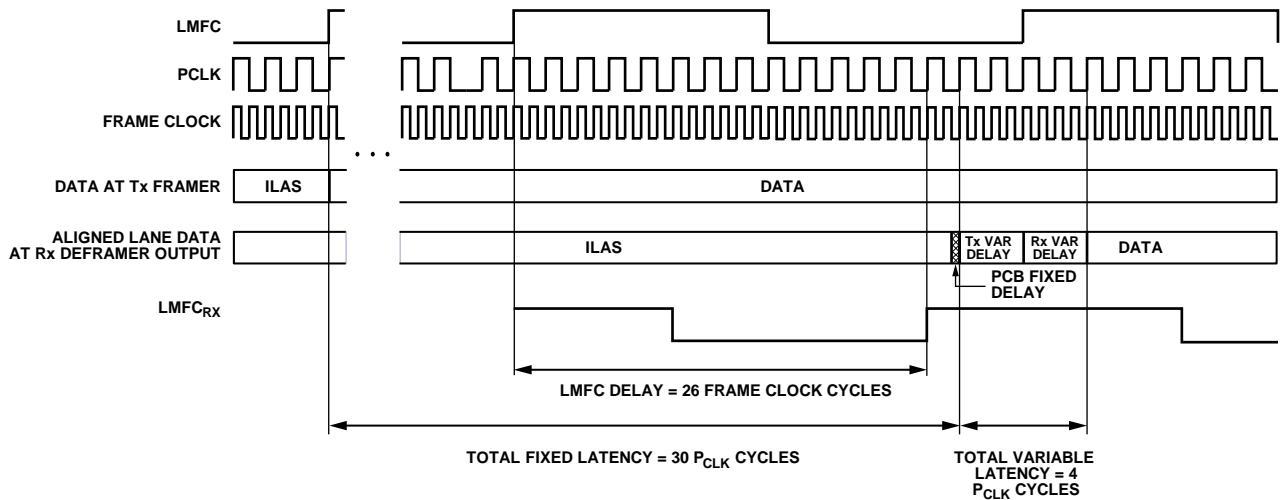 LMFC
PCLK
FRAME CLOCK
. . .
DATA AT Tx FRAMER
ILAS
DATA
ALIGNED LANE DATA
AT Rx DEFRAMER OUTPUT
ILAS
Tx VAR
DELAY
Rx VAR
DELAY
DATA
PCB FIXED
DELAY
LMFCRX
LMFC DELAY = 26 FRAME CLOCK CYCLES
TOTAL FIXED LATENCY = 30 PCLK CYCLES
TOTAL VARIABLE
LATENCY = 4
PCLK CYCLES